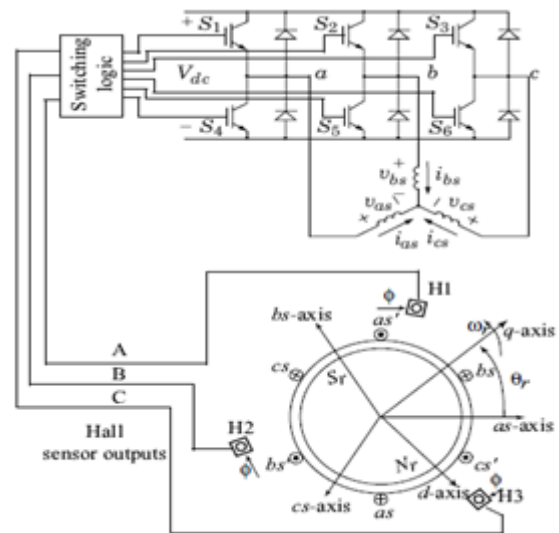 + S1 S2 S3
Switching
logic
Vdc a b c
− S4 S5 S6
+
vbs ibs
vas − − vcs
+ +
ias ics
H1
ϕ
bs-axis as′ ωr q-axis
A cs Sr bs θr
B as-axis
C H2
Hall ϕ
sensor outputs bs′ Nr cs′
d-axis ϕ
cs-axis as H3